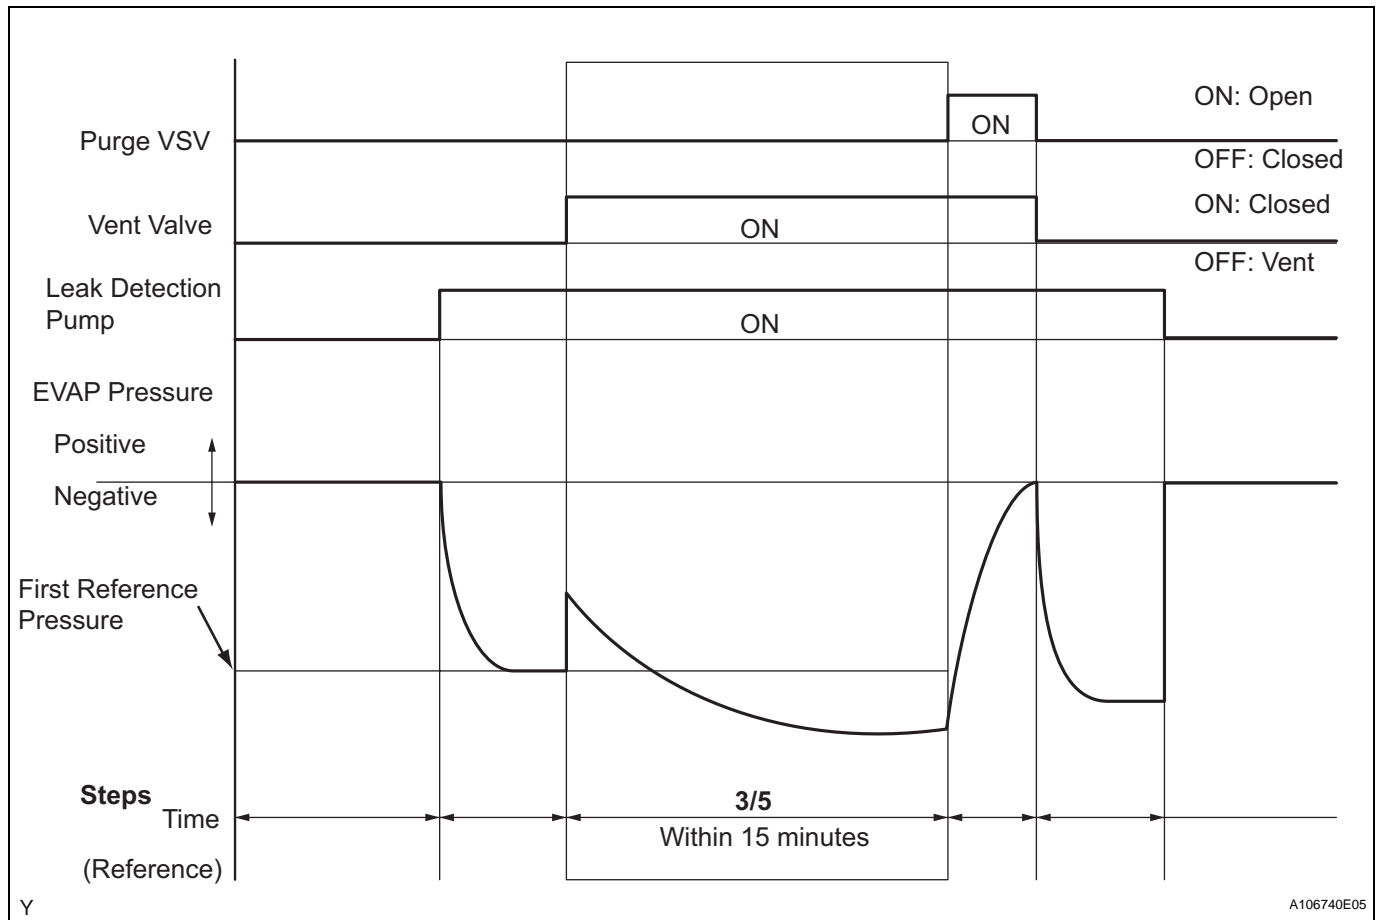 ON: Open
Purge VSV
ON
OFF: Closed
Vent Valve
ON
ON: Closed
OFF: Vent
Leak Detection
Pump
ON
EVAP Pressure
Positive
Negative
First Reference
Pressure
Steps
Time
3/5
Within 15 minutes
(Reference)
Y
A106740E05